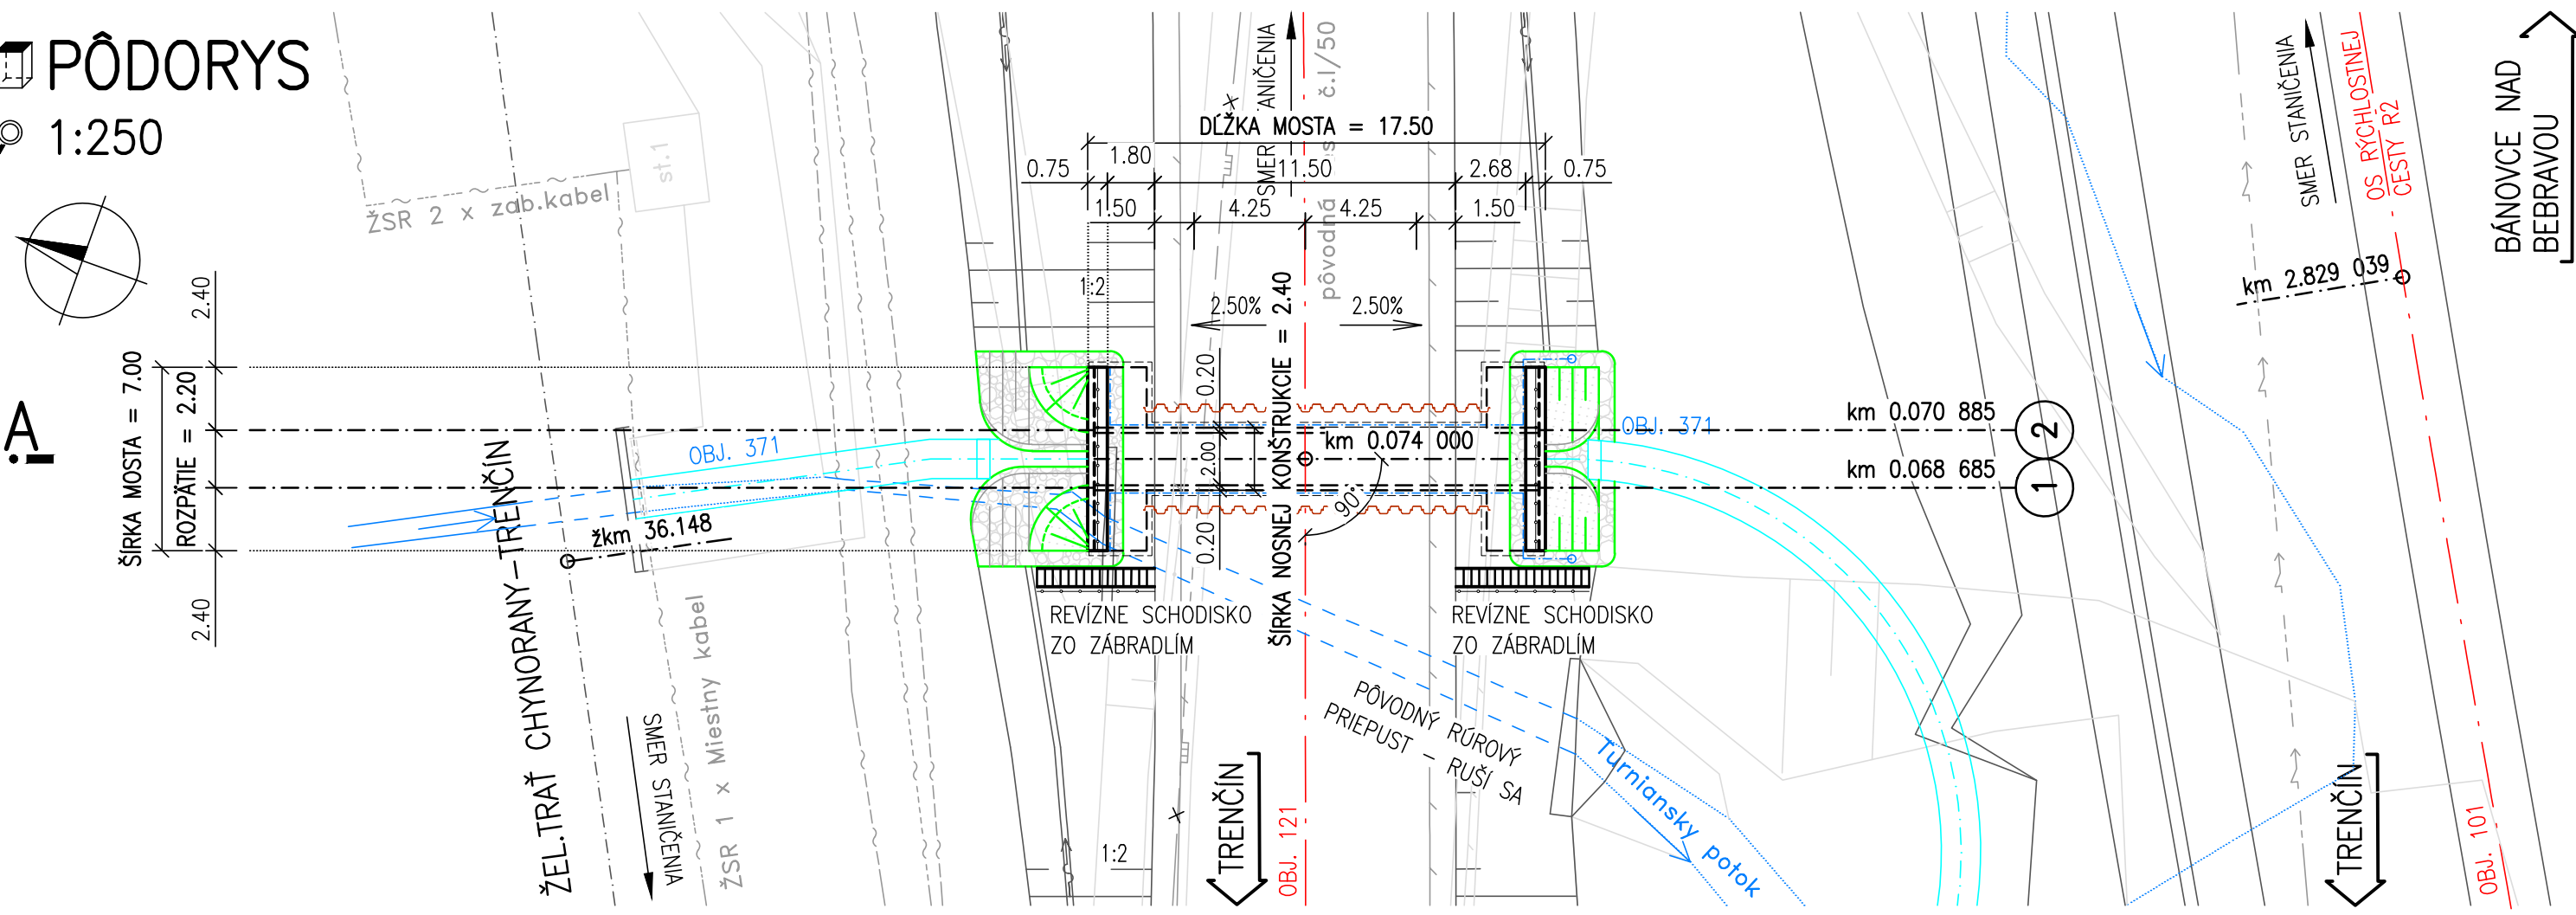 PÔDORYS
1:250
st.1
ŽSR 2 x zab.kabel
A
ŠÍRKA MOSTA = 7.00
ROZPÄTIE = 2.20
2.40
2.40
ŽEL.TRAŤ CHYNORANY-TRENČÍN
OBJ. 371
žkm 36.148
SMER STANIČENIA
ŽSR 1 x Miestny kabel
DĹŽKA MOSTA = 17.50
0.75
1.80
11.50
2.68
0.75
1.50
4.25
4.25
1.50
SMER
ANIČENIA
pôvodná
č.I/50
1:2
2.50%
2.50%
ŠÍRKA NOSNEJ KONŠTRUKCIE = 2.40
0.20
2.00
0.20
km 0.074 000
90°
REVÍZNE SCHODISKO
ZO ZÁBRADLÍM
REVÍZNE SCHODISKO
ZO ZÁBRADLÍM
1:2
TRENČÍN
OBJ. 121
PÔVODNÝ RÚROVÝ
PRIEPUST - RUŠÍ SA
Turniansky potok
OBJ. 371
km 0.070 885
2
km 0.068 685
1
SMER STANIČENIA
OS RÝCHLOSTNEJ
CESTY R2
km 2.829 039
BÁNOVCE NAD
BEBRAVOU
TRENČÍN
OBJ. 101